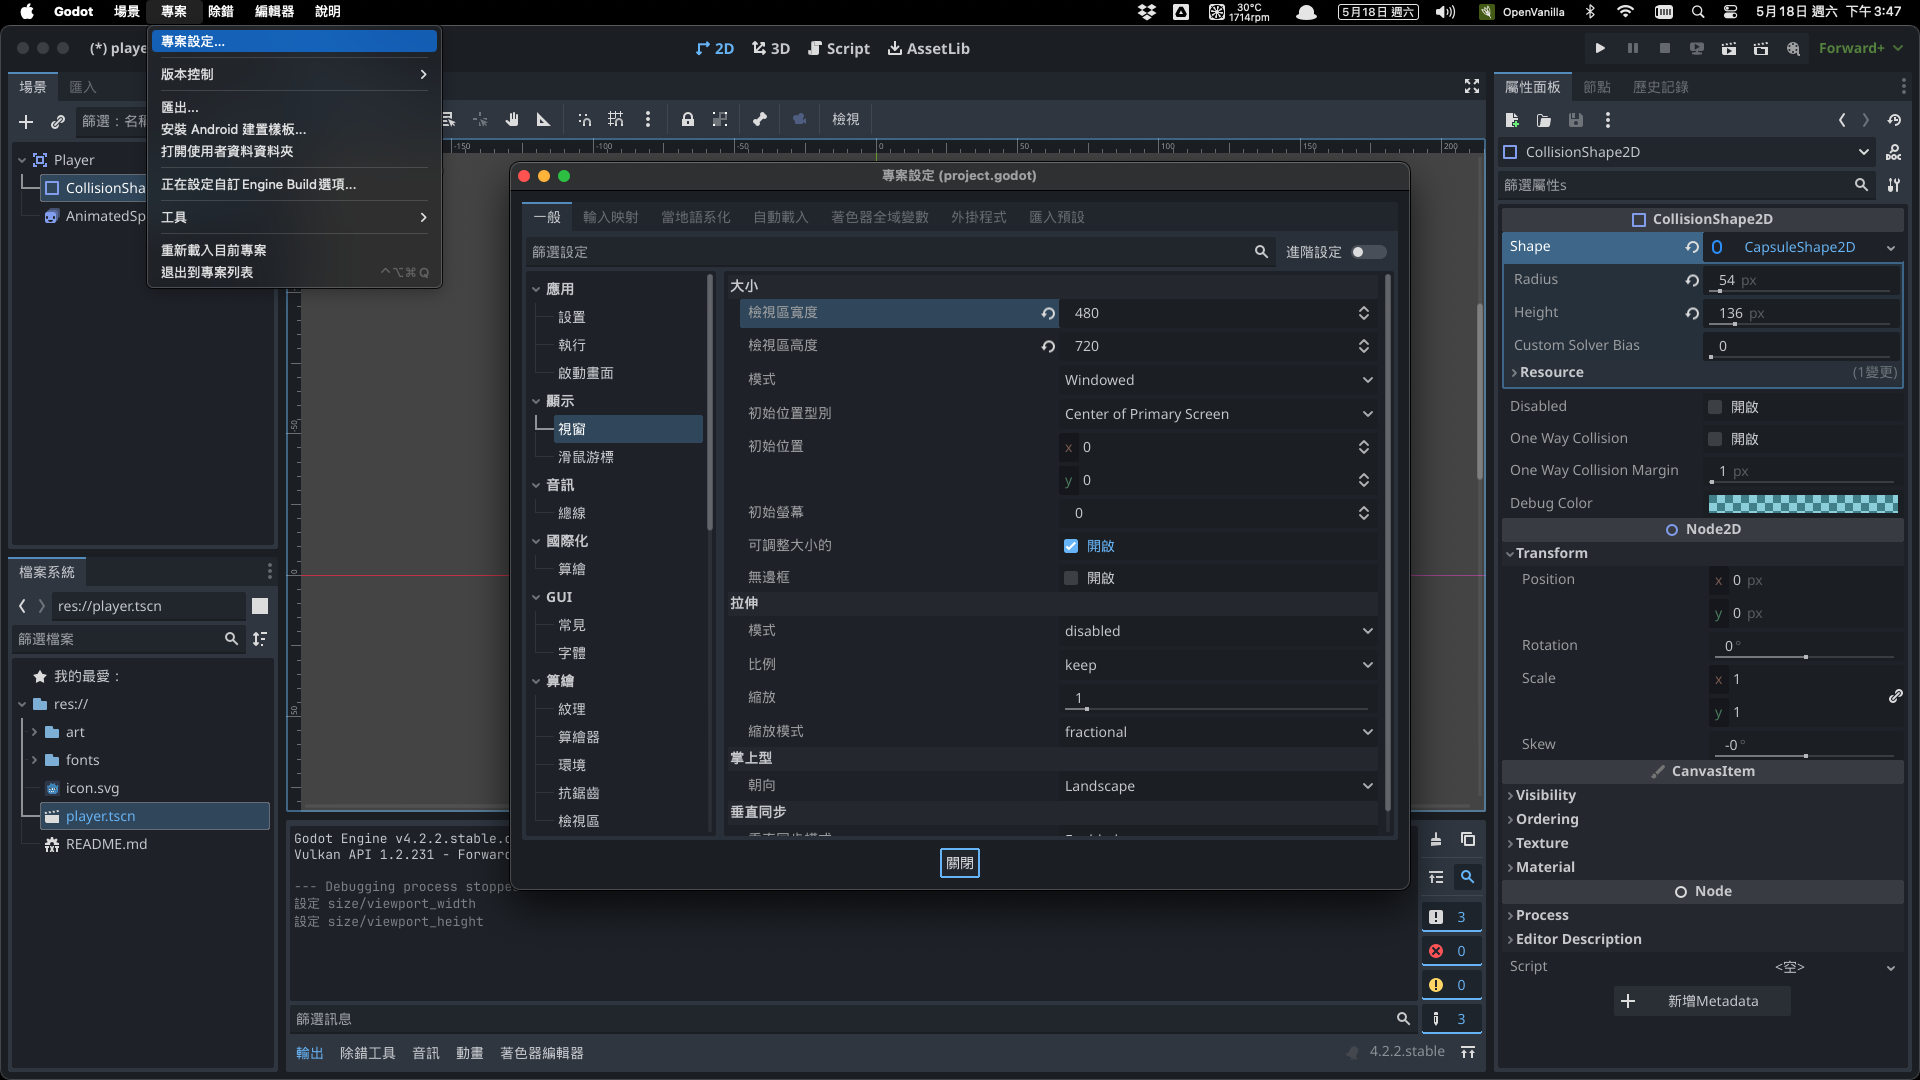 Godot 場景 專案 除錯 編輯器 說明
30°C
1714rpm
5月18日 週六
OpenVanilla
5月18日 週六 下午 3:47
專案設定...
版本控制
匯出...
安裝 Android 建置樣板...
打開使用者資料資料夾
正在設定自訂 Engine Build選項...
工具
重新載入目前專案
退出到專案列表 ^⌥⌘Q
(*) playe
2D 3D Script AssetLib
Forward+
場景 匯入
篩選：名稱
Player
CollisionSha
AnimatedSp
檢視
-150 -100 -50 0 50 100 150 200
-50
0
50
專案設定 (project.godot)
一般 輸入映射 當地語系化 自動載入 著色器全域變數 外掛程式 匯入預設
篩選設定
進階設定
應用
設置
執行
啟動畫面
顯示
視窗
滑鼠游標
音訊
總線
國際化
算繪
GUI
常見
字體
算繪
紋理
算繪器
環境
抗鋸齒
檢視區
大小
檢視區寬度 480
檢視區高度 720
模式 Windowed
初始位置型別 Center of Primary Screen
初始位置 x 0
y 0
初始螢幕 0
可調整大小的 開啟
無邊框 開啟
拉伸
模式 disabled
比例 keep
縮放 1
縮放模式 fractional
掌上型
朝向 Landscape
垂直同步
關閉
檔案系統
res://player.tscn
篩選檔案
我的最愛：
res://
art
fonts
icon.svg
player.tscn
README.md
Godot Engine v4.2.2.stable.o
Vulkan API 1.2.231 - Forward
--- Debugging process stoppe
設定 size/viewport_width
設定 size/viewport_height
3
0
0
3
篩選訊息
輸出 除錯工具 音訊 動畫 著色器編輯器
4.2.2.stable
屬性面板 節點 歷史記錄
CollisionShape2D
DOC
篩選屬性s
CollisionShape2D
Shape CapsuleShape2D
Radius 54 px
Height 136 px
Custom Solver Bias 0
Resource (1變更)
Disabled 開啟
One Way Collision 開啟
One Way Collision Margin 1 px
Debug Color
Node2D
Transform
Position x 0 px
y 0 px
Rotation 0 °
Scale x 1
y 1
Skew -0 °
CanvasItem
Visibility
Ordering
Texture
Material
Node
Process
Editor Description
Script <空>
新增Metadata